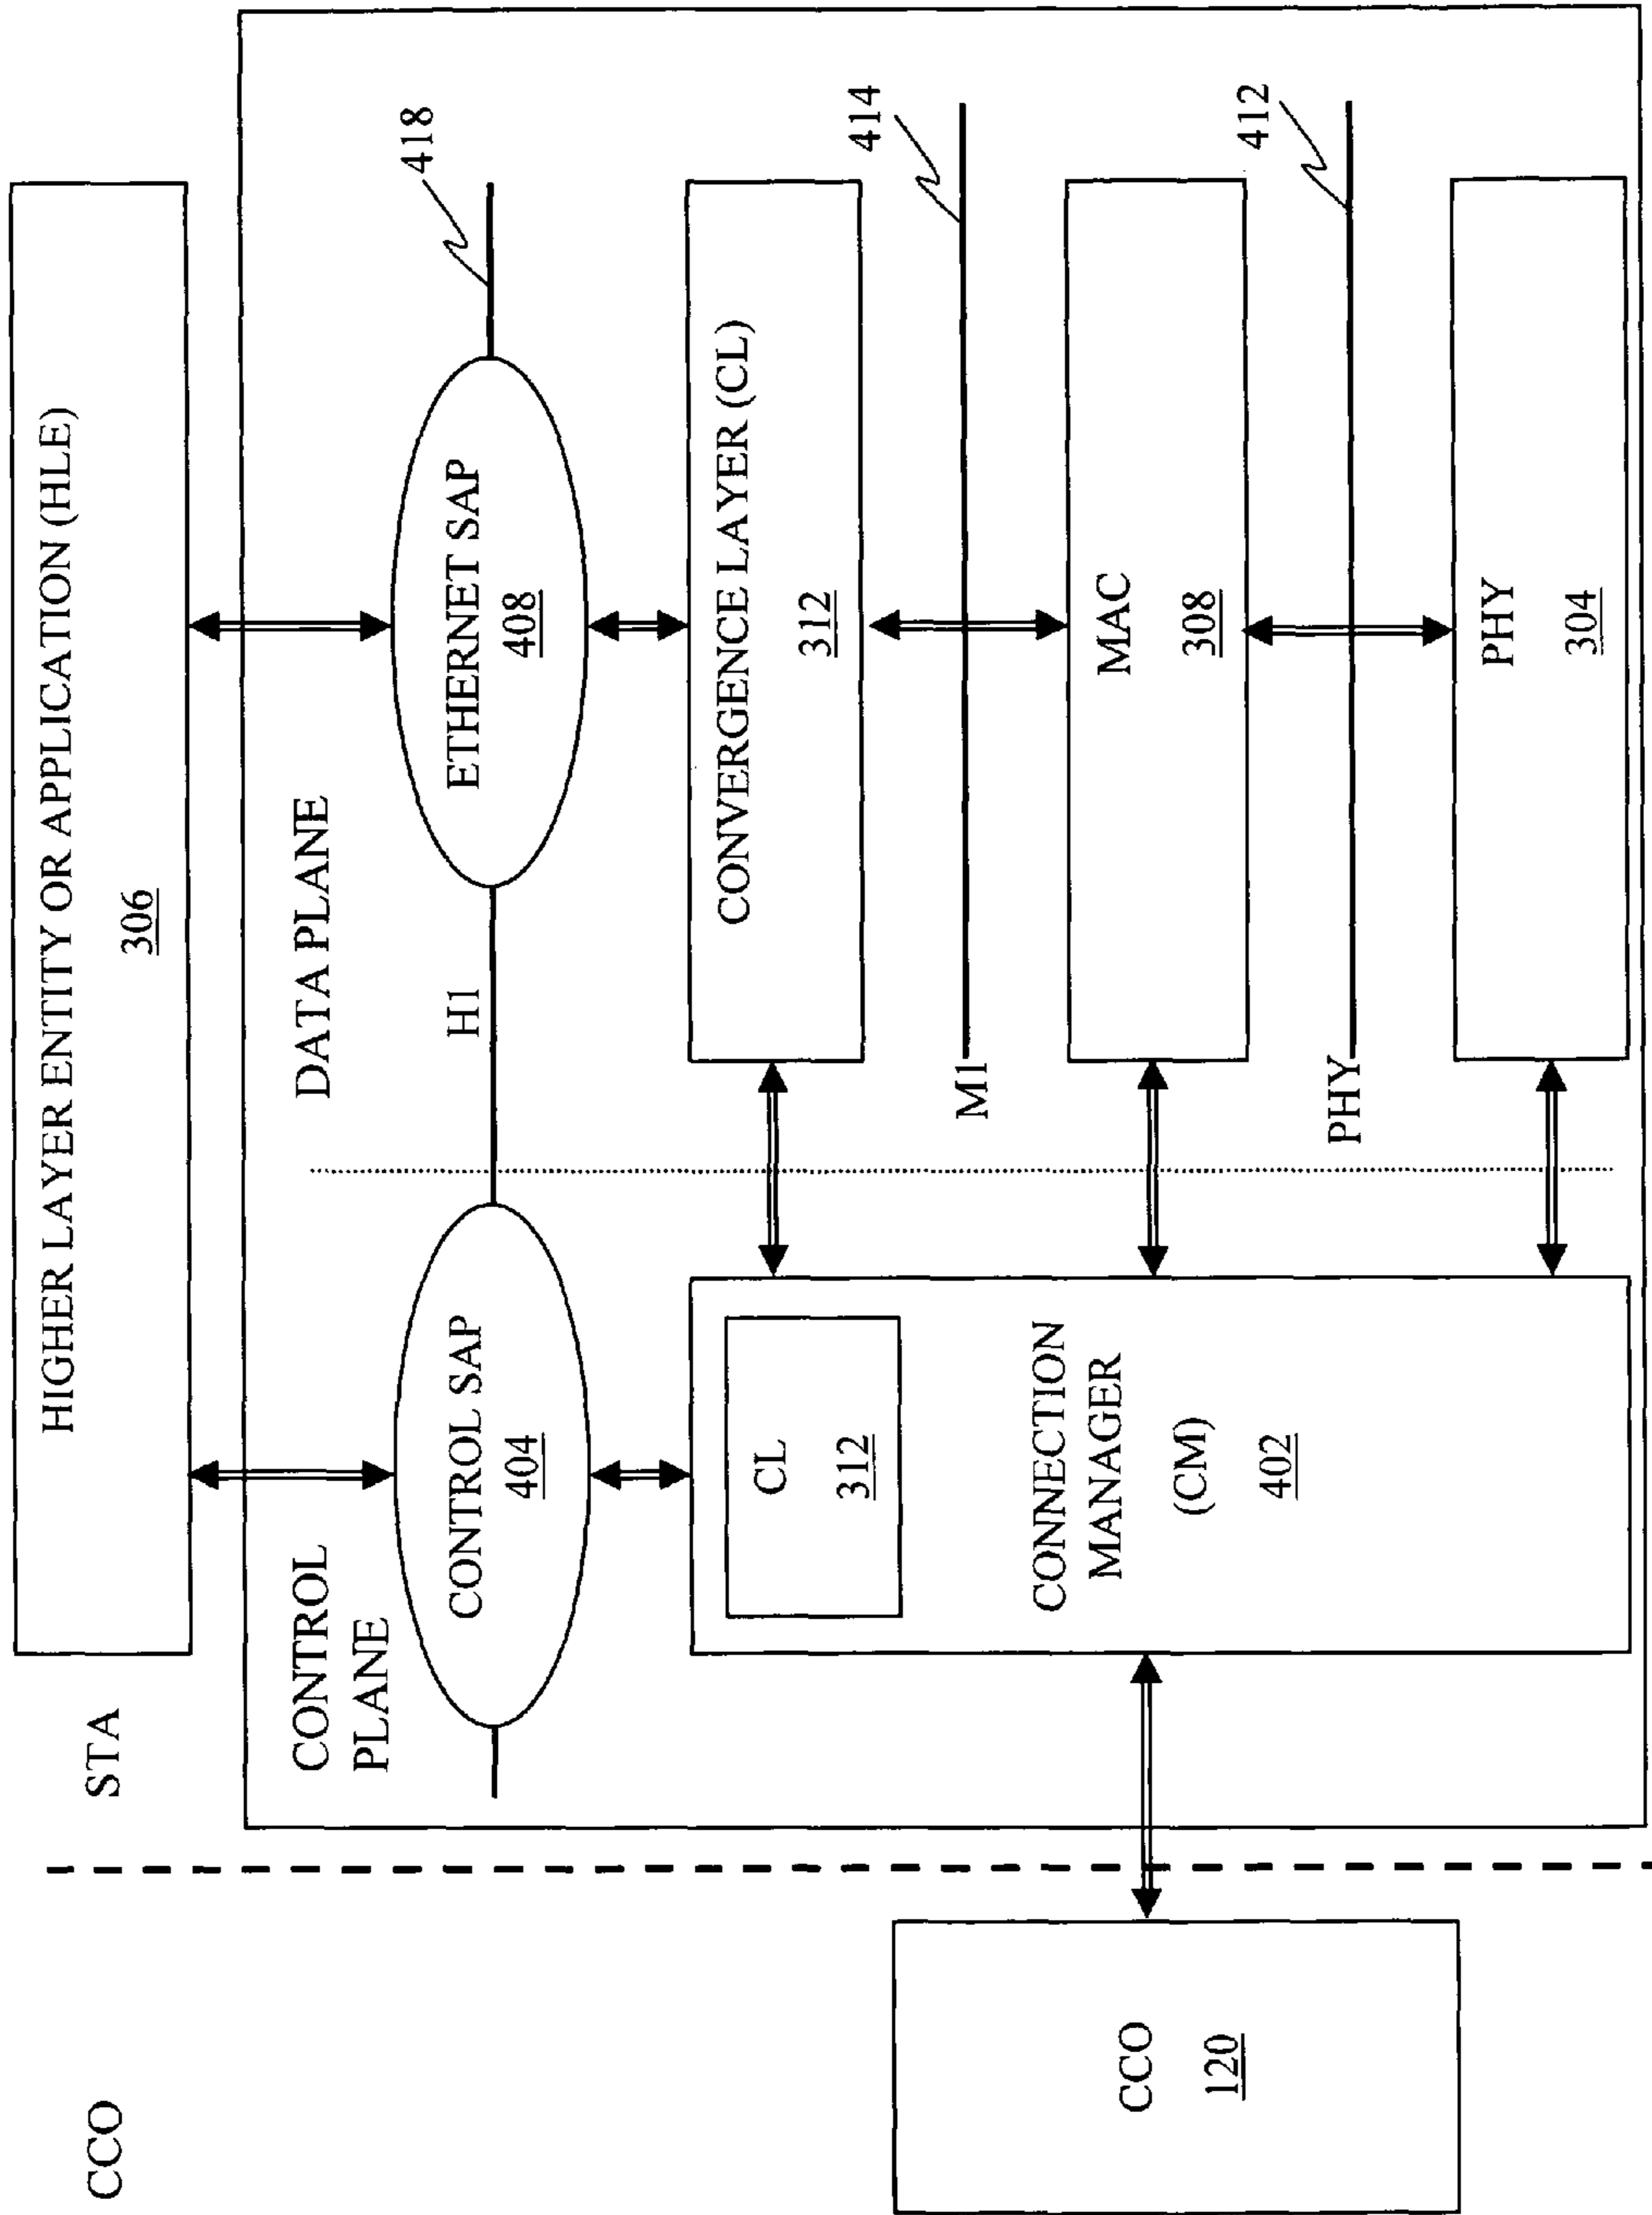 CCO
STA
HIGHER LAYER ENTITY OR APPLICATION (HLE)
306
CONTROL
PLANE
DATA PLANE
418
CONTROL SAP
404
H1
ETHERNET SAP
408
CL
312
CONVERGENCE LAYER (CL)
312
414
M1
CONNECTION
MANAGER
(CM)
402
MAC
308
412
PHY
PHY
304
CCO
120